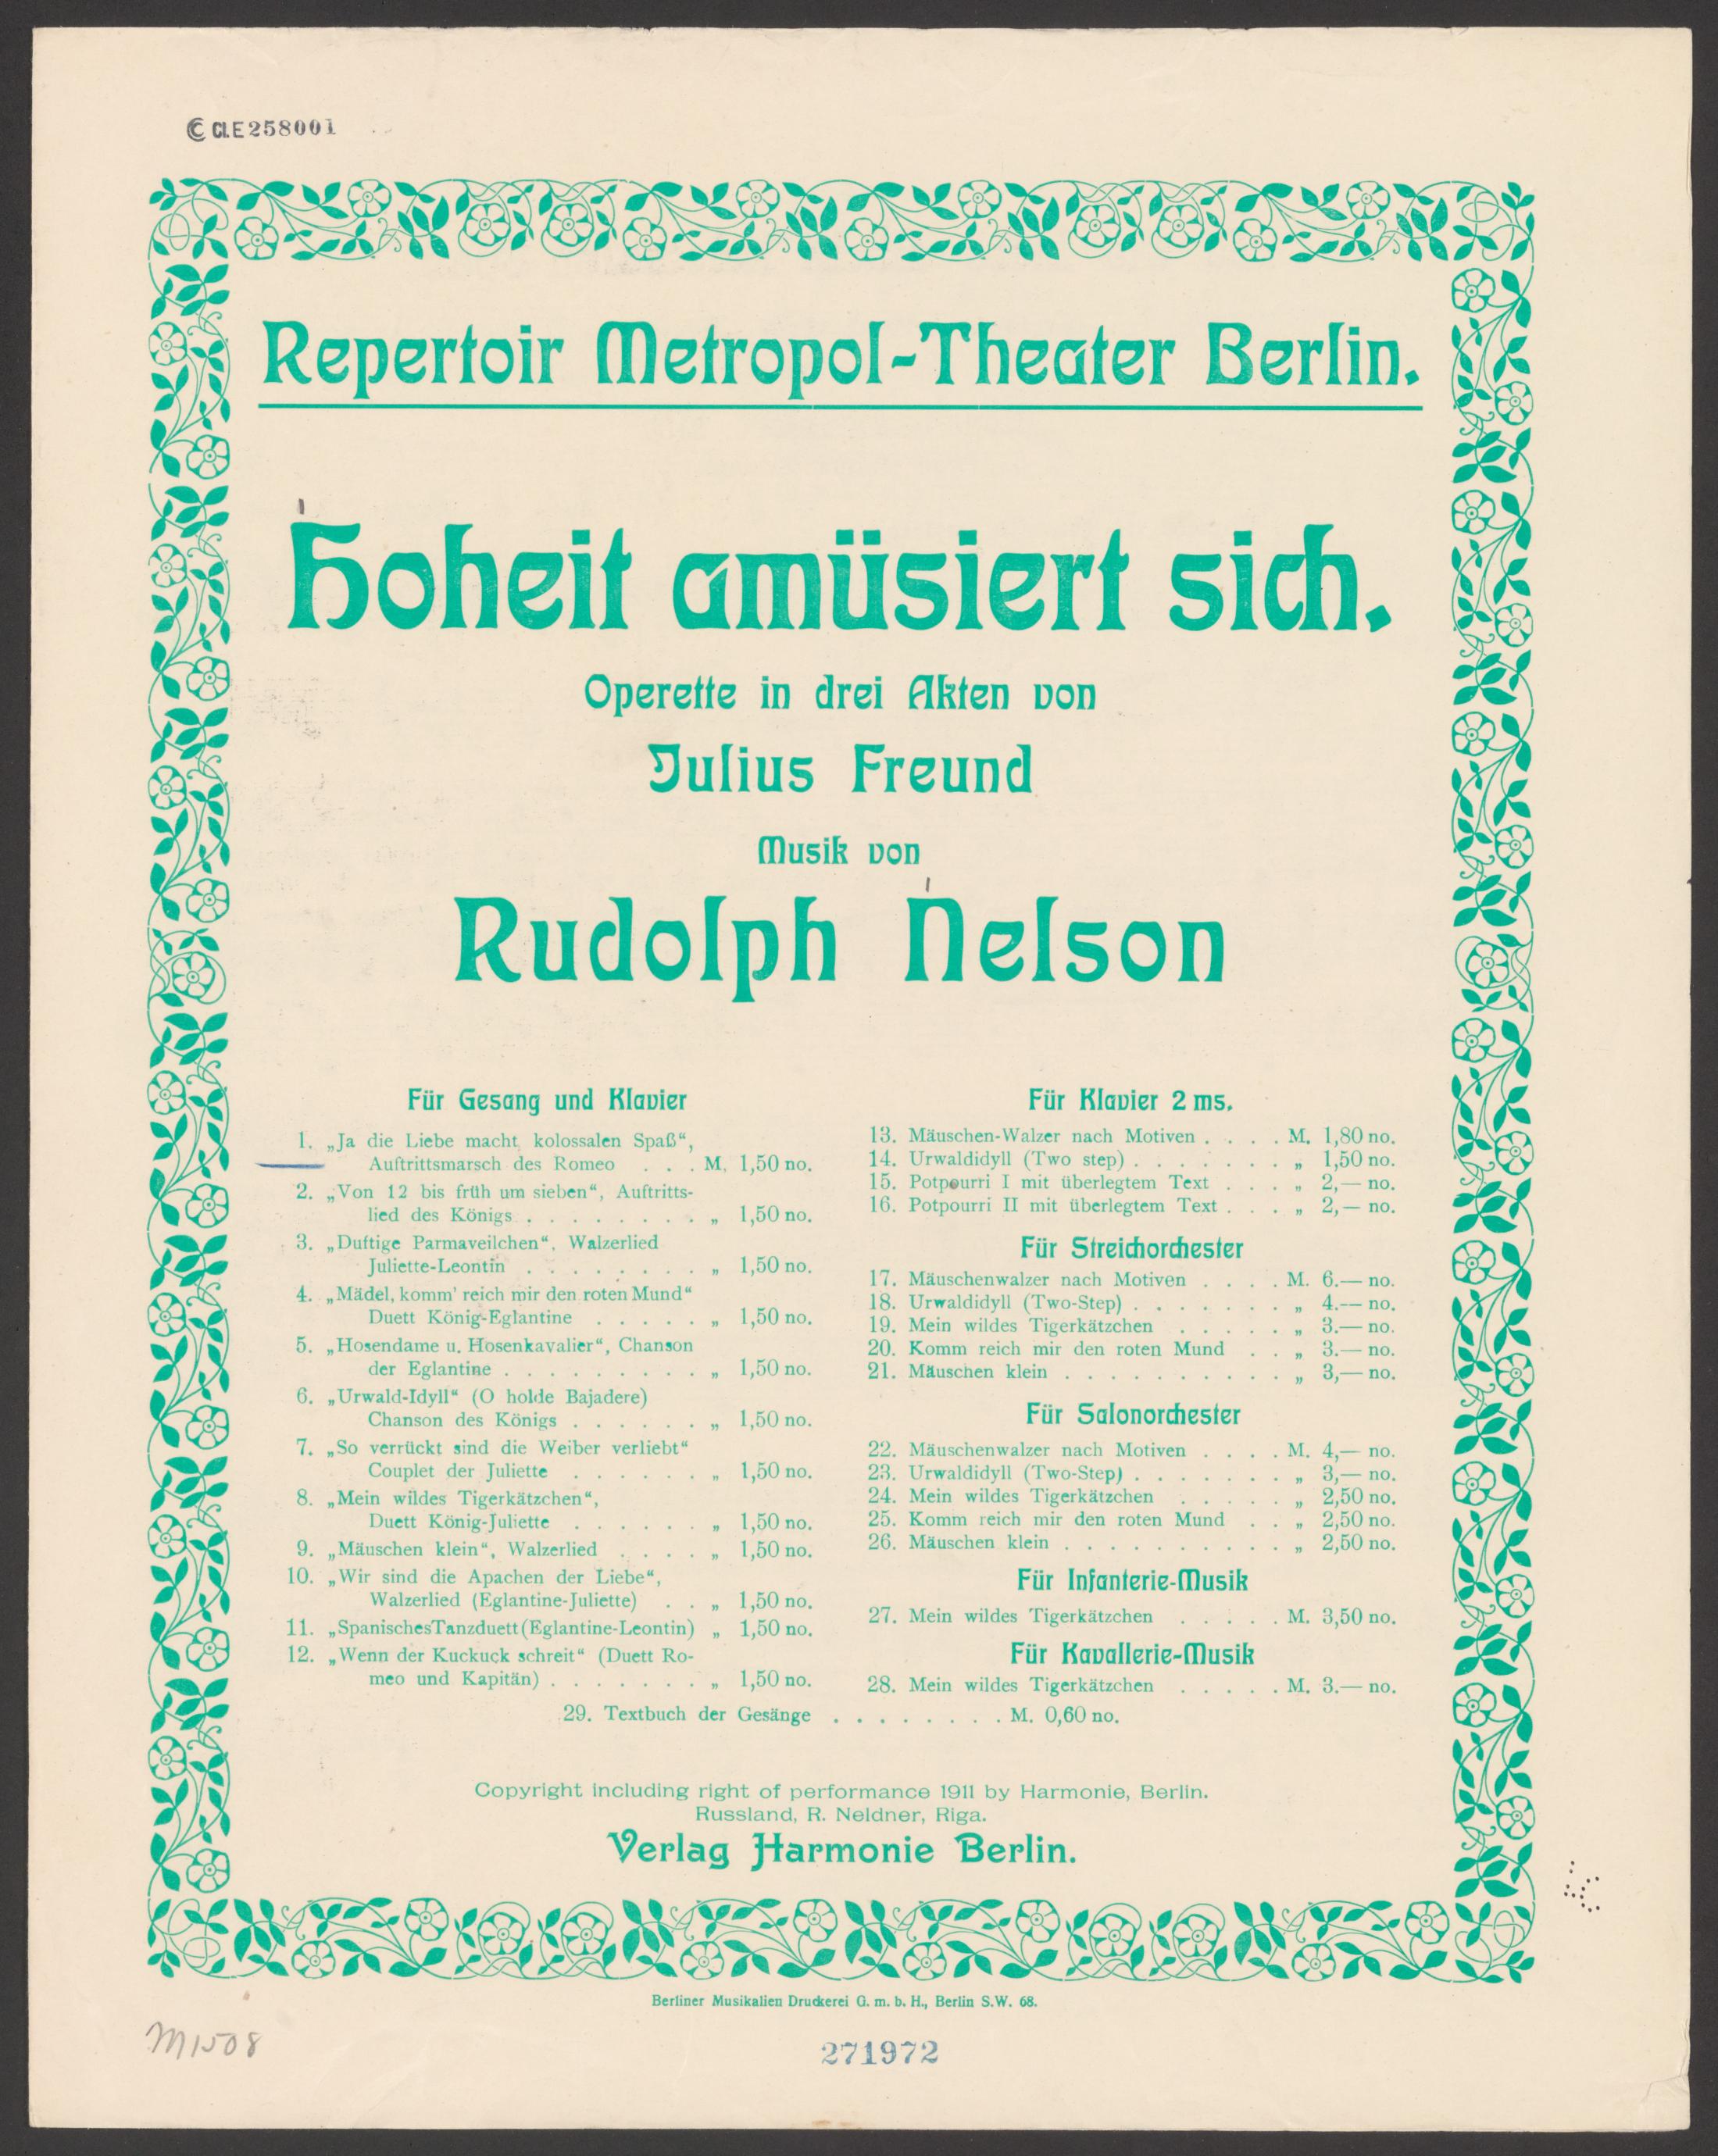 © Cl.E 258001
Repertoir Metropol-Theater Berlin.
Hoheit amüsiert sich.
Operette in drei Akten von
Julius Freund
Musik von
Rudolph Nelson
Für Gesang und Klavier
1. „Ja die Liebe macht kolossalen Spaß“,
Auftrittsmarsch des Romeo . . . M. 1,50 no.
2. „Von 12 bis früh um sieben“, Auftritts-
lied des Königs . . . . . . . . „ 1,50 no.
3. „Duftige Parmaveilchen“, Walzerlied
Juliette-Leontin . . . . . . . . „ 1,50 no.
4. „Mädel, komm' reich mir den roten Mund“
Duett König-Eglantine . . . . . „ 1,50 no.
5. „Hosendame u. Hosenkavalier“, Chanson
der Eglantine . . . . . . . . . „ 1,50 no.
6. „Urwald-Idyll“ (O holde Bajadere)
Chanson des Königs . . . . . . „ 1,50 no.
7. „So verrückt sind die Weiber verliebt“
Couplet der Juliette . . . . . . „ 1,50 no.
8. „Mein wildes Tigerkätzchen“,
Duett König-Juliette . . . . . . „ 1,50 no.
9. „Mäuschen klein“, Walzerlied . . . . „ 1,50 no.
10. „Wir sind die Apachen der Liebe“,
Walzerlied (Eglantine-Juliette) . . „ 1,50 no.
11. „Spanisches Tanzduett (Eglantine-Leontin) „ 1,50 no.
12. „Wenn der Kuckuck schreit“ (Duett Ro-
meo und Kapitän) . . . . . . . „ 1,50 no.
Für Klavier 2 ms.
13. Mäuschen-Walzer nach Motiven . . . . M. 1,80 no.
14. Urwaldidyll (Two step) . . . . . . . „ 1,50 no.
15. Potpourri I mit überlegtem Text . . . „ 2,— no.
16. Potpourri II mit überlegtem Text . . . „ 2,— no.
Für Streichorchester
17. Mäuschenwalzer nach Motiven . . . . M. 6.— no.
18. Urwaldidyll (Two-Step) . . . . . . . „ 4.— no.
19. Mein wildes Tigerkätzchen . . . . . „ 3.— no.
20. Komm reich mir den roten Mund . . „ 3.— no.
21. Mäuschen klein . . . . . . . . . . „ 3,— no.
Für Salonorchester
22. Mäuschenwalzer nach Motiven . . . . M. 4,— no.
23. Urwaldidyll (Two-Step) . . . . . . . „ 3,— no.
24. Mein wildes Tigerkätzchen . . . . . „ 2,50 no.
25. Komm reich mir den roten Mund . . „ 2,50 no.
26. Mäuschen klein . . . . . . . . . . „ 2,50 no.
Für Infanterie-Musik
27. Mein wildes Tigerkätzchen . . . . . M. 3,50 no.
Für Kavallerie-Musik
28. Mein wildes Tigerkätzchen . . . . . M. 3.— no.
29. Textbuch der Gesänge . . . . . . . . M. 0,60 no.
Copyright including right of performance 1911 by Harmonie, Berlin.
Russland, R. Neldner, Riga.
Verlag Harmonie Berlin.
Berliner Musikalien Druckerei G. m. b. H., Berlin S.W. 68.
M1508
271972